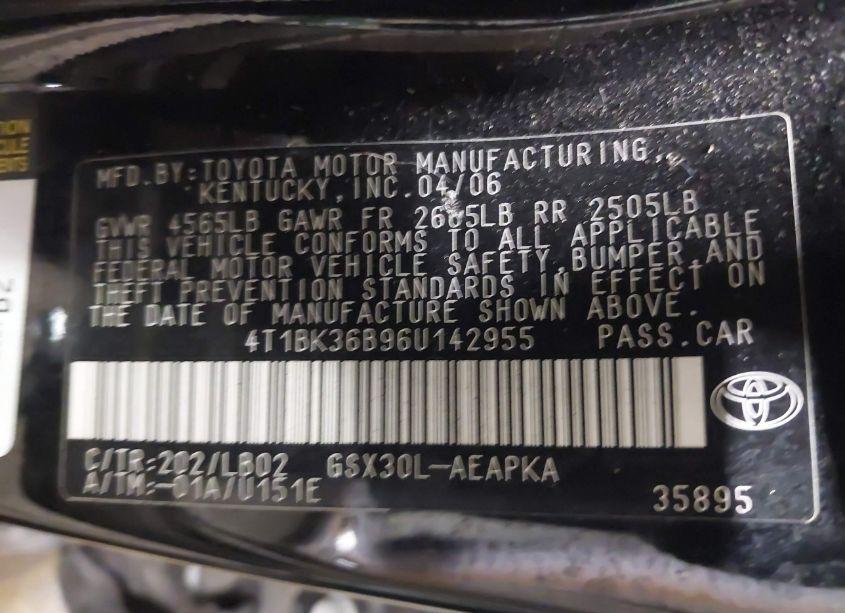 MFD.BY:TOYOTA MOTOR MANUFACTURING,
KENTUCKY,INC.04/06
GVWR 4565LB GAWR FR LB RR 2505LB
THIS VEHICLE CONFORMS TO ALL APPLICABLE
FEDERAL MOTOR VEHICLE SAFETY,BUMPER,AND
THEFT PREVENTION STANDARDS IN EFFECT ON
THE DATE OF MANUFACTURE SHOWN ABOVE.
4T1BK36B96U142955 PASS.CAR
C/TR:202/LB02 GSX30L-AEAPKA
A/TM:-01A/U151E
35895